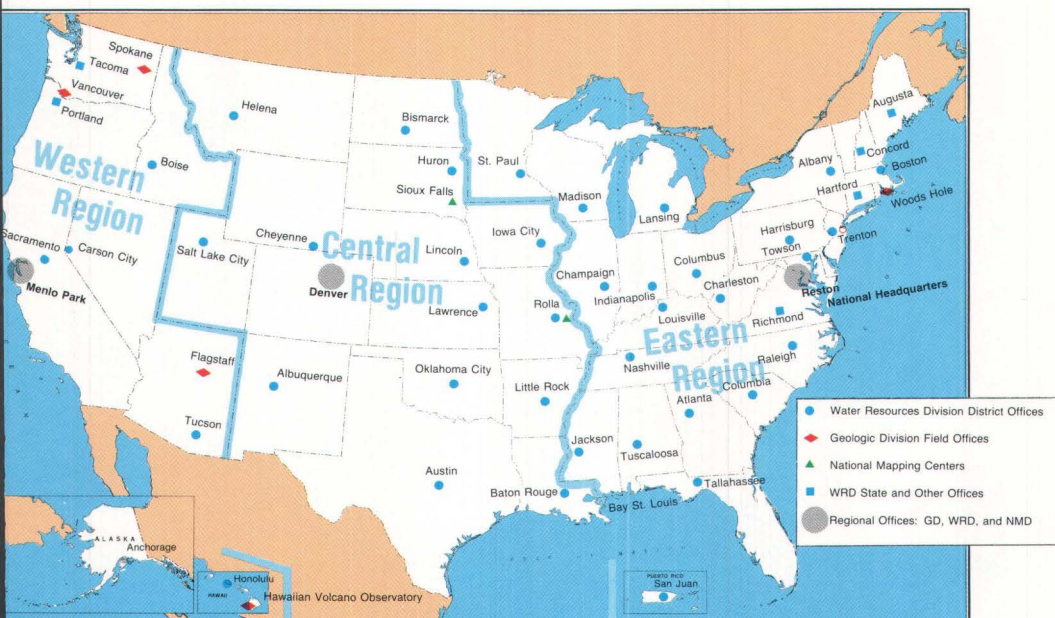 Spokane
Tacoma
Vancouver
Portland
Helena
Bismarck
Augusta
Concord
Boston
Albany
Hartford
Woods Hole
Western
Region
Boise
Huron
St. Paul
Sioux Falls
Madison
Lansing
Harrisburg
Trenton
Towson
Sacramento
Carson City
Salt Lake City
Cheyenne
Central
Region
Lincoln
Iowa City
Champaign
Columbus
Charleston
Menlo Park
Denver
Lawrence
Rolla
Indianapolis
Louisville
Reston
National Headquarters
Richmond
Eastern
Region
Nashville
Raleigh
Flagstaff
Albuquerque
Oklahoma City
Little Rock
Columbia
Atlanta
Tucson
Austin
Jackson
Tuscaloosa
Baton Rouge
Bay St. Louis
Tallahassee
Water Resources Division District Offices
Geologic Division Field Offices
National Mapping Centers
WRD State and Other Offices
Regional Offices: GD, WRD, and NMD
ALASKA
Anchorage
Honolulu
HAWAII
Hawaiian Volcano Observatory
PUERTO RICO
San Juan